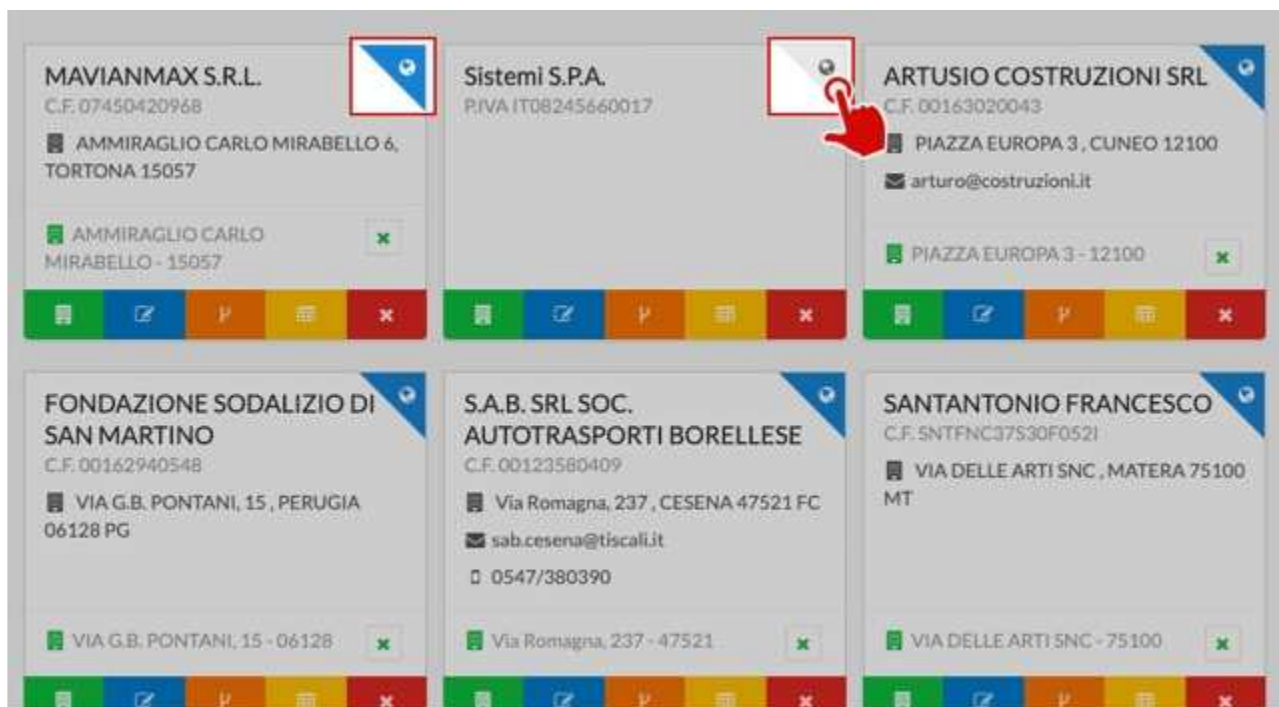 MAVIANMAX S.R.L.
C.F. 07450420968
AMMIRAGLIO CARLO MIRABELLO 6,
TORTONA 15057
AMMIRAGLIO CARLO
MIRABELLO - 15057
Sistemi S.P.A.
P.IVA IT08245660017
ARTUSIO COSTRUZIONI SRL
C.F. 00163020043
PIAZZA EUROPA 3 , CUNEO 12100
arturo@costruzioni.it
PIAZZA EUROPA 3 - 12100
FONDAZIONE SODALIZIO DI
SAN MARTINO
C.F. 00162940548
VIA G.B. PONTANI, 15 , PERUGIA
06128 PG
VIA G.B. PONTANI, 15 - 06128
S.A.B. SRL SOC.
AUTOTRASPORTI BORELLESE
C.F. 00123580409
Via Romagna, 237 , CESENA 47521 FC
sab.cesena@tiscali.it
0547/380390
Via Romagna, 237 - 47521
SANTANTONIO FRANCESCO
C.F. SNTFNC37S30F052I
VIA DELLE ARTI SNC , MATERA 75100
MT
VIA DELLE ARTI SNC - 75100